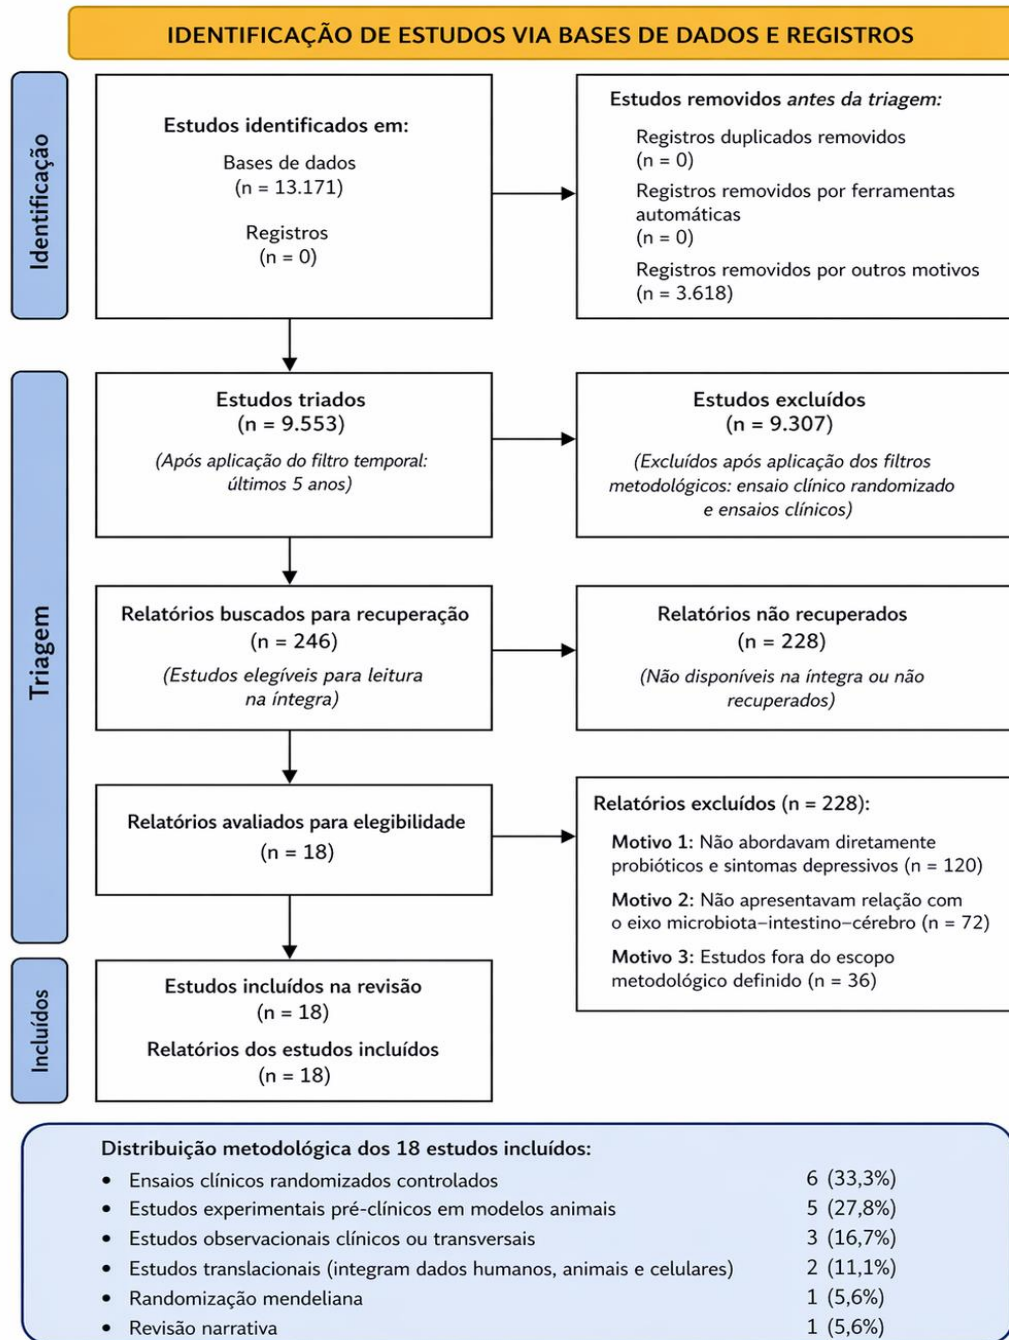 IDENTIFICAÇÃO DE ESTUDOS VIA BASES DE DADOS E REGISTROS
Identificação
Estudos identificados em:
Bases de dados
(n = 13.171)
Registros
(n = 0)
Estudos removidos antes da triagem:
Registros duplicados removidos
(n = 0)
Registros removidos por ferramentas
automáticas
(n = 0)
Registros removidos por outros motivos
(n = 3.618)
Triagem
Estudos triados
(n = 9.553)
(Após aplicação do filtro temporal:
últimos 5 anos)
Estudos excluídos
(n = 9.307)
(Excluídos após aplicação dos filtros
metodológicos: ensaio clínico randomizado
e ensaios clínicos)
Relatórios buscados para recuperação
(n = 246)
(Estudos elegíveis para leitura
na íntegra)
Relatórios não recuperados
(n = 228)
(Não disponíveis na íntegra ou não
recuperados)
Relatórios avaliados para elegibilidade
(n = 18)
Relatórios excluídos (n = 228):
Motivo 1: Não abordavam diretamente
probióticos e sintomas depressivos (n = 120)
Motivo 2: Não apresentavam relação com
o eixo microbiota–intestino–cérebro (n = 72)
Motivo 3: Estudos fora do escopo
metodológico definido (n = 36)
Incluídos
Estudos incluídos na revisão
(n = 18)
Relatórios dos estudos incluídos
(n = 18)
Distribuição metodológica dos 18 estudos incluídos:
• Ensaios clínicos randomizados controlados 6 (33,3%)
• Estudos experimentais pré-clínicos em modelos animais 5 (27,8%)
• Estudos observacionais clínicos ou transversais 3 (16,7%)
• Estudos translacionais (integram dados humanos, animais e celulares) 2 (11,1%)
• Randomização mendeliana 1 (5,6%)
• Revisão narrativa 1 (5,6%)